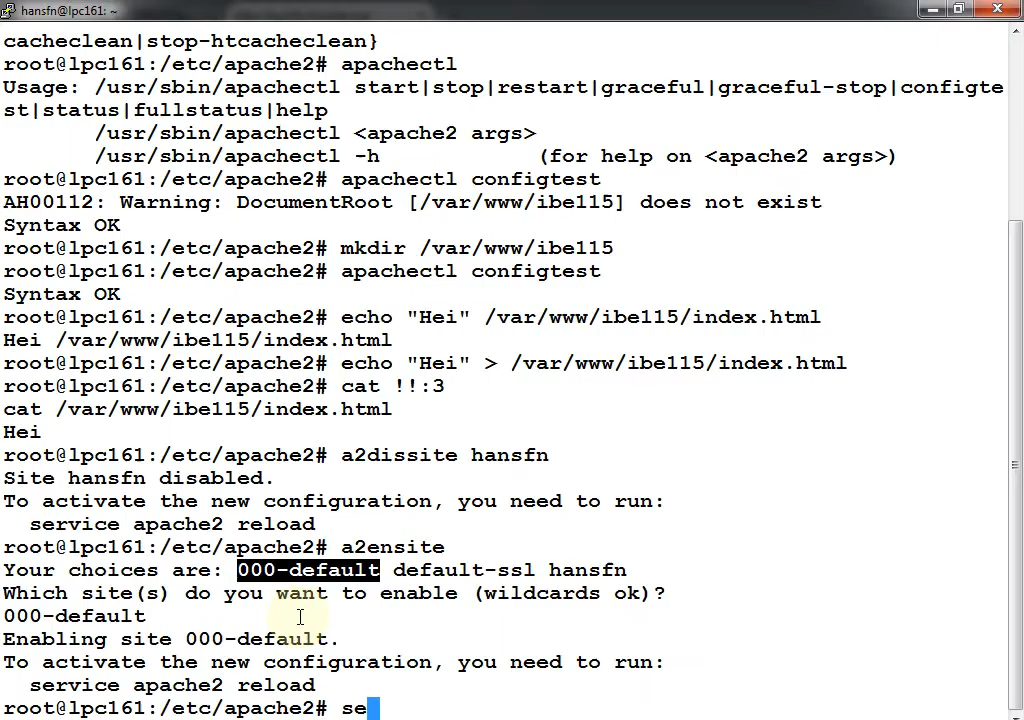 hansfn@lpc161: ~
cacheclean|stop-htcacheclean}
root@lpc161:/etc/apache2# apachectl
Usage: /usr/sbin/apachectl start|stop|restart|graceful|graceful-stop|configte
st|status|fullstatus|help
/usr/sbin/apachectl <apache2 args>
/usr/sbin/apachectl -h            (for help on <apache2 args>)
root@lpc161:/etc/apache2# apachectl configtest
AH00112: Warning: DocumentRoot [/var/www/ibe115] does not exist
Syntax OK
root@lpc161:/etc/apache2# mkdir /var/www/ibe115
root@lpc161:/etc/apache2# apachectl configtest
Syntax OK
root@lpc161:/etc/apache2# echo "Hei" /var/www/ibe115/index.html
Hei /var/www/ibe115/index.html
root@lpc161:/etc/apache2# echo "Hei" > /var/www/ibe115/index.html
root@lpc161:/etc/apache2# cat !!:3
cat /var/www/ibe115/index.html
Hei
root@lpc161:/etc/apache2# a2dissite hansfn
Site hansfn disabled.
To activate the new configuration, you need to run:
  service apache2 reload
root@lpc161:/etc/apache2# a2ensite
Your choices are: 000-default default-ssl hansfn
Which site(s) do you want to enable (wildcards ok)?
000-default
Enabling site 000-default.
To activate the new configuration, you need to run:
  service apache2 reload
root@lpc161:/etc/apache2# se